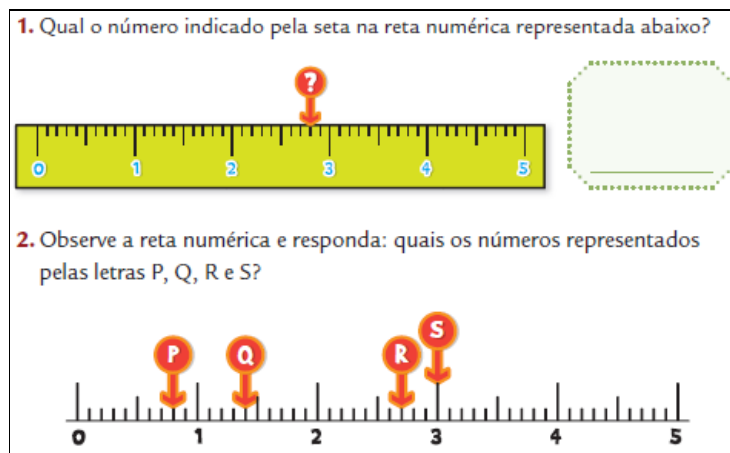 1. Qual o número indicado pela seta na reta numérica representada abaixo?
?
0 1 2 3 4 5
2. Observe a reta numérica e responda: quais os números representados
pelas letras P, Q, R e S?
P Q R S
0 1 2 3 4 5